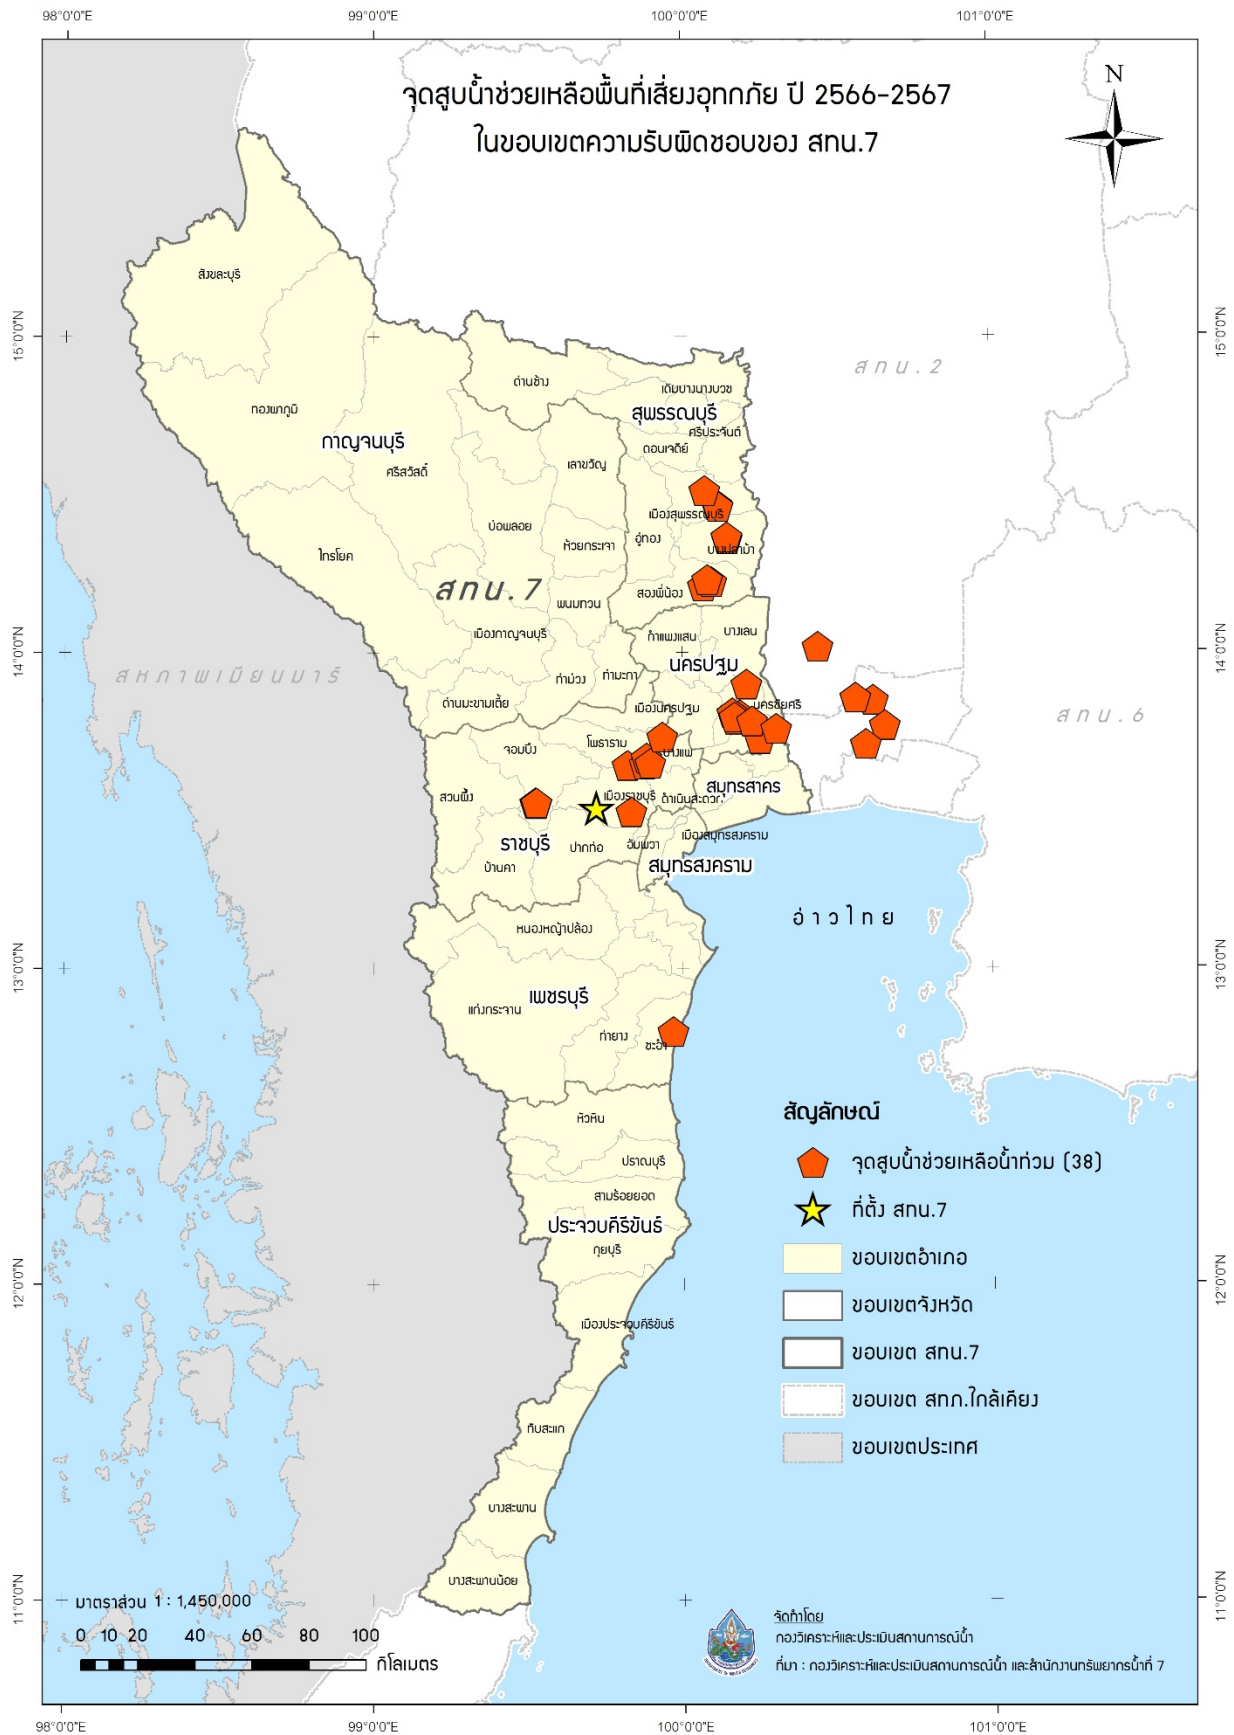 98°0'0"E 99°0'0"E 100°0'0"E 101°0'0"E
จุดสูบน้ำช่วยเหลือพื้นที่เสี่ยงอุทกภัย ปี 2566-2567
ในขอบเขตความรับผิดชอบของ สทน.7
N
สังขละบุรี
15°0'0"N 15°0'0"N
สทน.2
ด่านช้าง
เดิมบางนางบวช
ทองผาภูมิ
สุพรรณบุรี
ศรีประจันต์
กาญจนบุรี
ดอนเจดีย์
ศรีสวัสดิ์
เลาขวัญ
เมืองสุพรรณบุรี
บ่อพลอย
อู่ทอง
ห้วยกระเจา
บางปลาม้า
ไทรโยค
สทน.7
สองพี่น้อง
พนมทวน
เมืองกาญจนบุรี
กำแพงแสน
บางเลน
14°0'0"N 14°0'0"N
สหภาพเมียนมาร์
นครปฐม
ท่าม่วง
ท่ามะกา
ด่านมะขามเตี้ย
เมืองนครปฐม
นครชัยศรี
สทน.6
จอมบึง
โพธาราม
บางแพ
สมุทรสาคร
สวนผึ้ง
เมืองราชบุรี
ดำเนินสะดวก
เมืองสมุทรสงคราม
ราชบุรี
ปากท่อ
อัมพวา
บ้านคา
สมุทรสงคราม
อ่าวไทย
หนองหญ้าปล้อง
13°0'0"N 13°0'0"N
เพชรบุรี
แก่งกระจาน
ท่ายาง
ชะอำ
หัวหิน
ปราณบุรี
สามร้อยยอด
ประจวบคีรีขันธ์
กุยบุรี
12°0'0"N 12°0'0"N
เมืองประจวบคีรีขันธ์
ทับสะแก
บางสะพาน
บางสะพานน้อย
11°0'0"N 11°0'0"N
สัญลักษณ์
จุดสูบน้ำช่วยเหลือน้ำท่วม (38)
ที่ตั้ง สทน.7
ขอบเขตอำเภอ
ขอบเขตจังหวัด
ขอบเขต สทน.7
ขอบเขต สทภ.ใกล้เคียง
ขอบเขตประเทศ
มาตราส่วน 1 : 1,450,000
0 10 20 40 60 80 100
กิโลเมตร
จัดทำโดย
กองวิเคราะห์และประเมินสถานการณ์น้ำ
ที่มา : กองวิเคราะห์และประเมินสถานการณ์น้ำ และสำนักงานทรัพยากรน้ำที่ 7
98°0'0"E 99°0'0"E 100°0'0"E 101°0'0"E